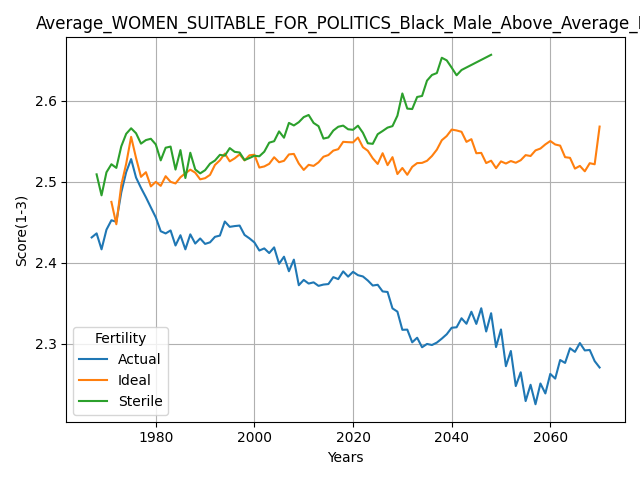 Average_WOMEN_SUITABLE_FOR_POLITICS_Black_Male_Above_Average_
Score(1-3)
2.6
2.5
2.4
2.3
Fertility
Actual
Ideal
Sterile
1980
2000
2020
2040
2060
Years